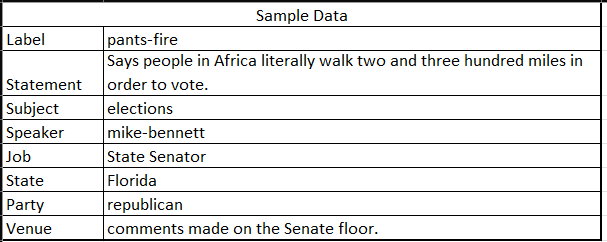 Sample Data
Label pants-fire
Says people in Africa literally walk two and three hundred miles in
Statement order to vote.
Subject elections
Speaker mike-bennett
Job State Senator
State Florida
Party republican
Venue comments made on the Senate floor.